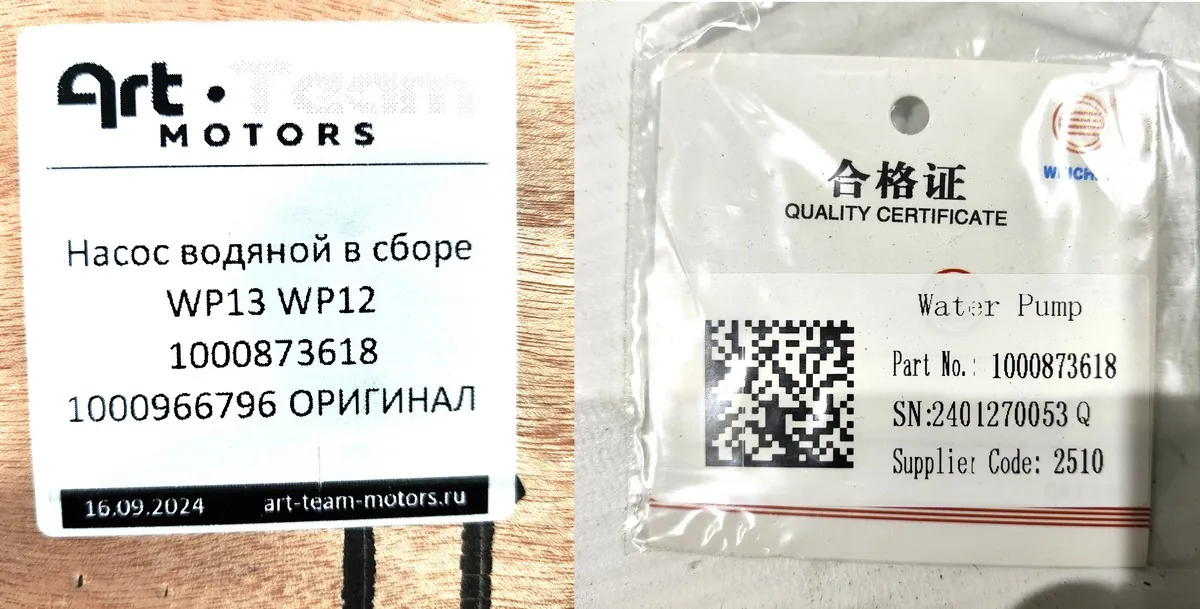 Art • Team
MOTORS
Насос водяной в сборе
WP13 WP12
1000873618
1000966796 ОРИГИНАЛ
16.09.2024 art-team-motors.ru
合格证
QUALITY CERTIFICATE
Water Pump
Part No.: 1000873618
SN:2401270053 Q
Supplier Code: 2510